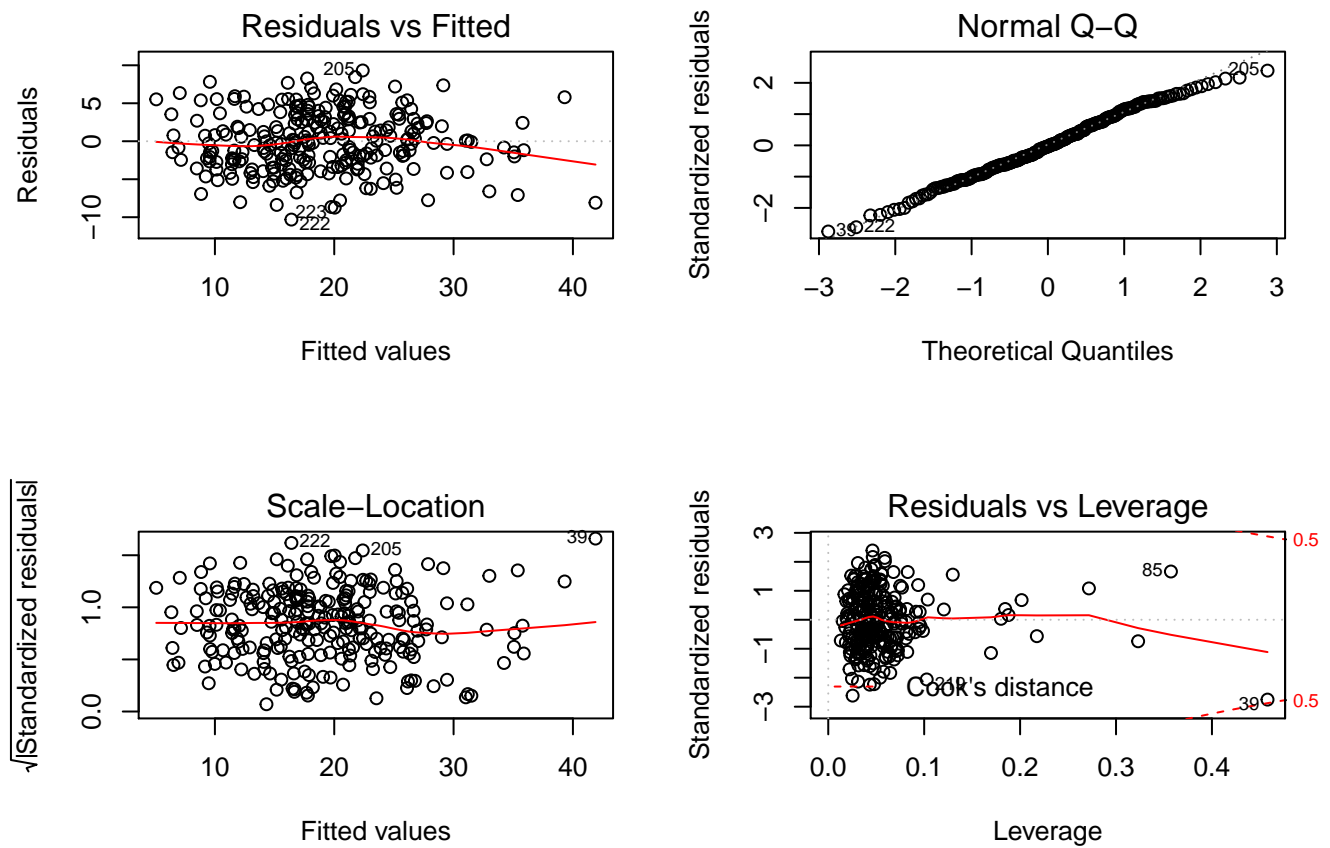 Residuals vs Fitted
Residuals
5
0
−10
205
223
222
10 20 30 40
Fitted values
Normal Q−Q
Standardized residuals
2
0
−2
205
39
222
−3 −2 −1 0 1 2 3
Theoretical Quantiles
Scale−Location
√|Standardized residuals|
1.0
0.0
222
205
39
10 20 30 40
Fitted values
Residuals vs Leverage
Standardized residuals
3
1
−1
−3
85
39
Cook's distance
0.5
0.5
0.0 0.1 0.2 0.3 0.4
Leverage